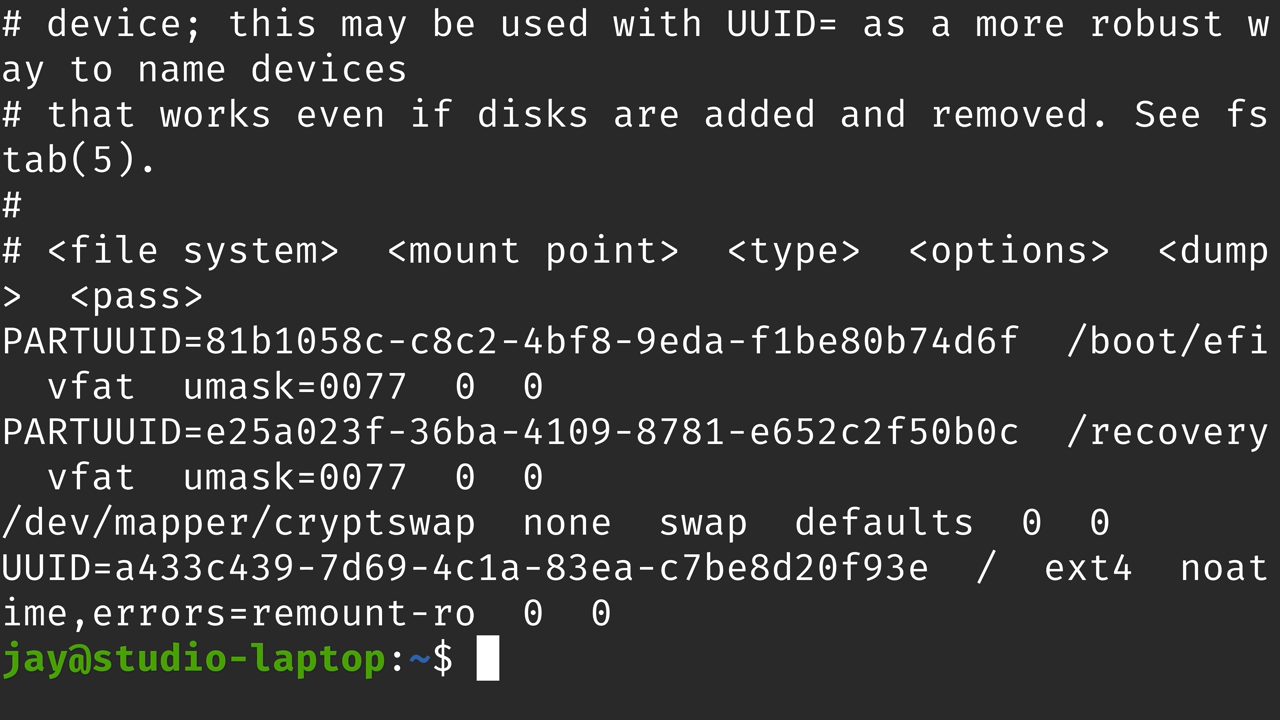 # device; this may be used with UUID= as a more robust w
ay to name devices
# that works even if disks are added and removed. See fs
tab(5).
#
# <file system>  <mount point>  <type>  <options>  <dump
>  <pass>
PARTUUID=81b1058c-c8c2-4bf8-9eda-f1be80b74d6f  /boot/efi
  vfat  umask=0077  0  0
PARTUUID=e25a023f-36ba-4109-8781-e652c2f50b0c  /recovery
  vfat  umask=0077  0  0
/dev/mapper/cryptswap  none  swap  defaults  0  0
UUID=a433c439-7d69-4c1a-83ea-c7be8d20f93e  /  ext4  noat
ime,errors=remount-ro  0  0
jay@studio-laptop:~$